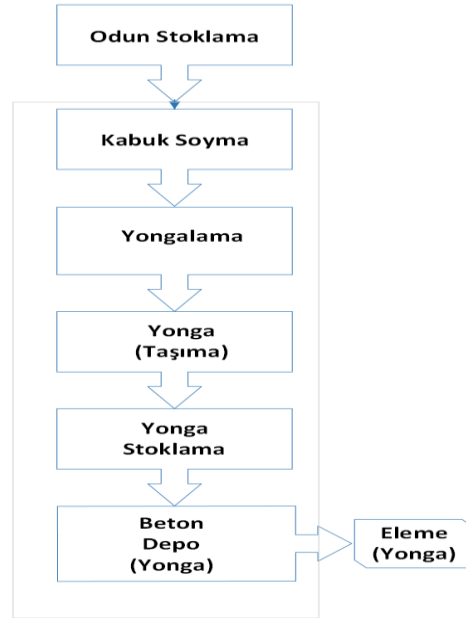 Odun Stoklama
Kabuk Soyma
Yongalama
Yonga
(Taşıma)
Yonga
Stoklama
Beton
Depo
(Yonga)
Eleme
(Yonga)